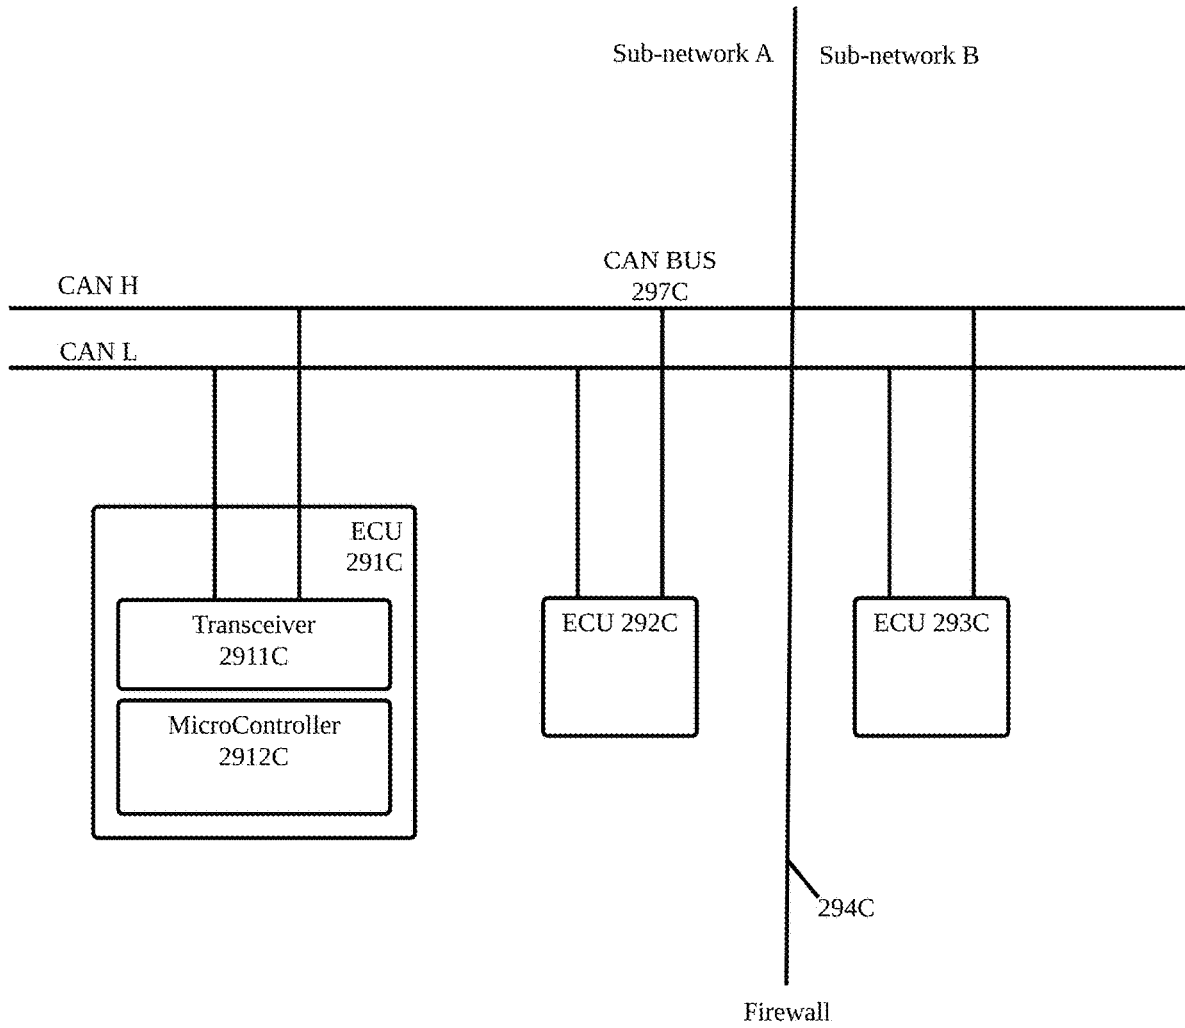 Sub-network A
Sub-network B
CAN BUS
297C
CAN H
CAN L
ECU
291C
Transceiver
2911C
MicroController
2912C
ECU 292C
ECU 293C
294C
Firewall